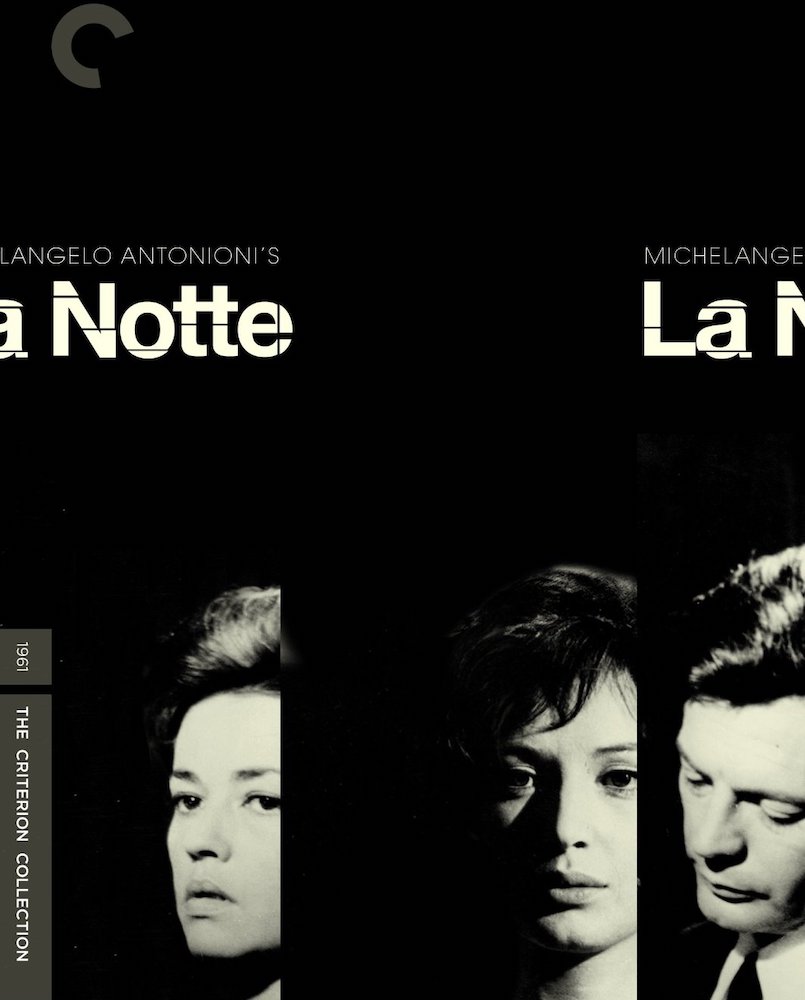 LANGELO ANTONIONI'S
a Notte
MICHELANGE
La N
1961
THE CRITERION COLLECTION